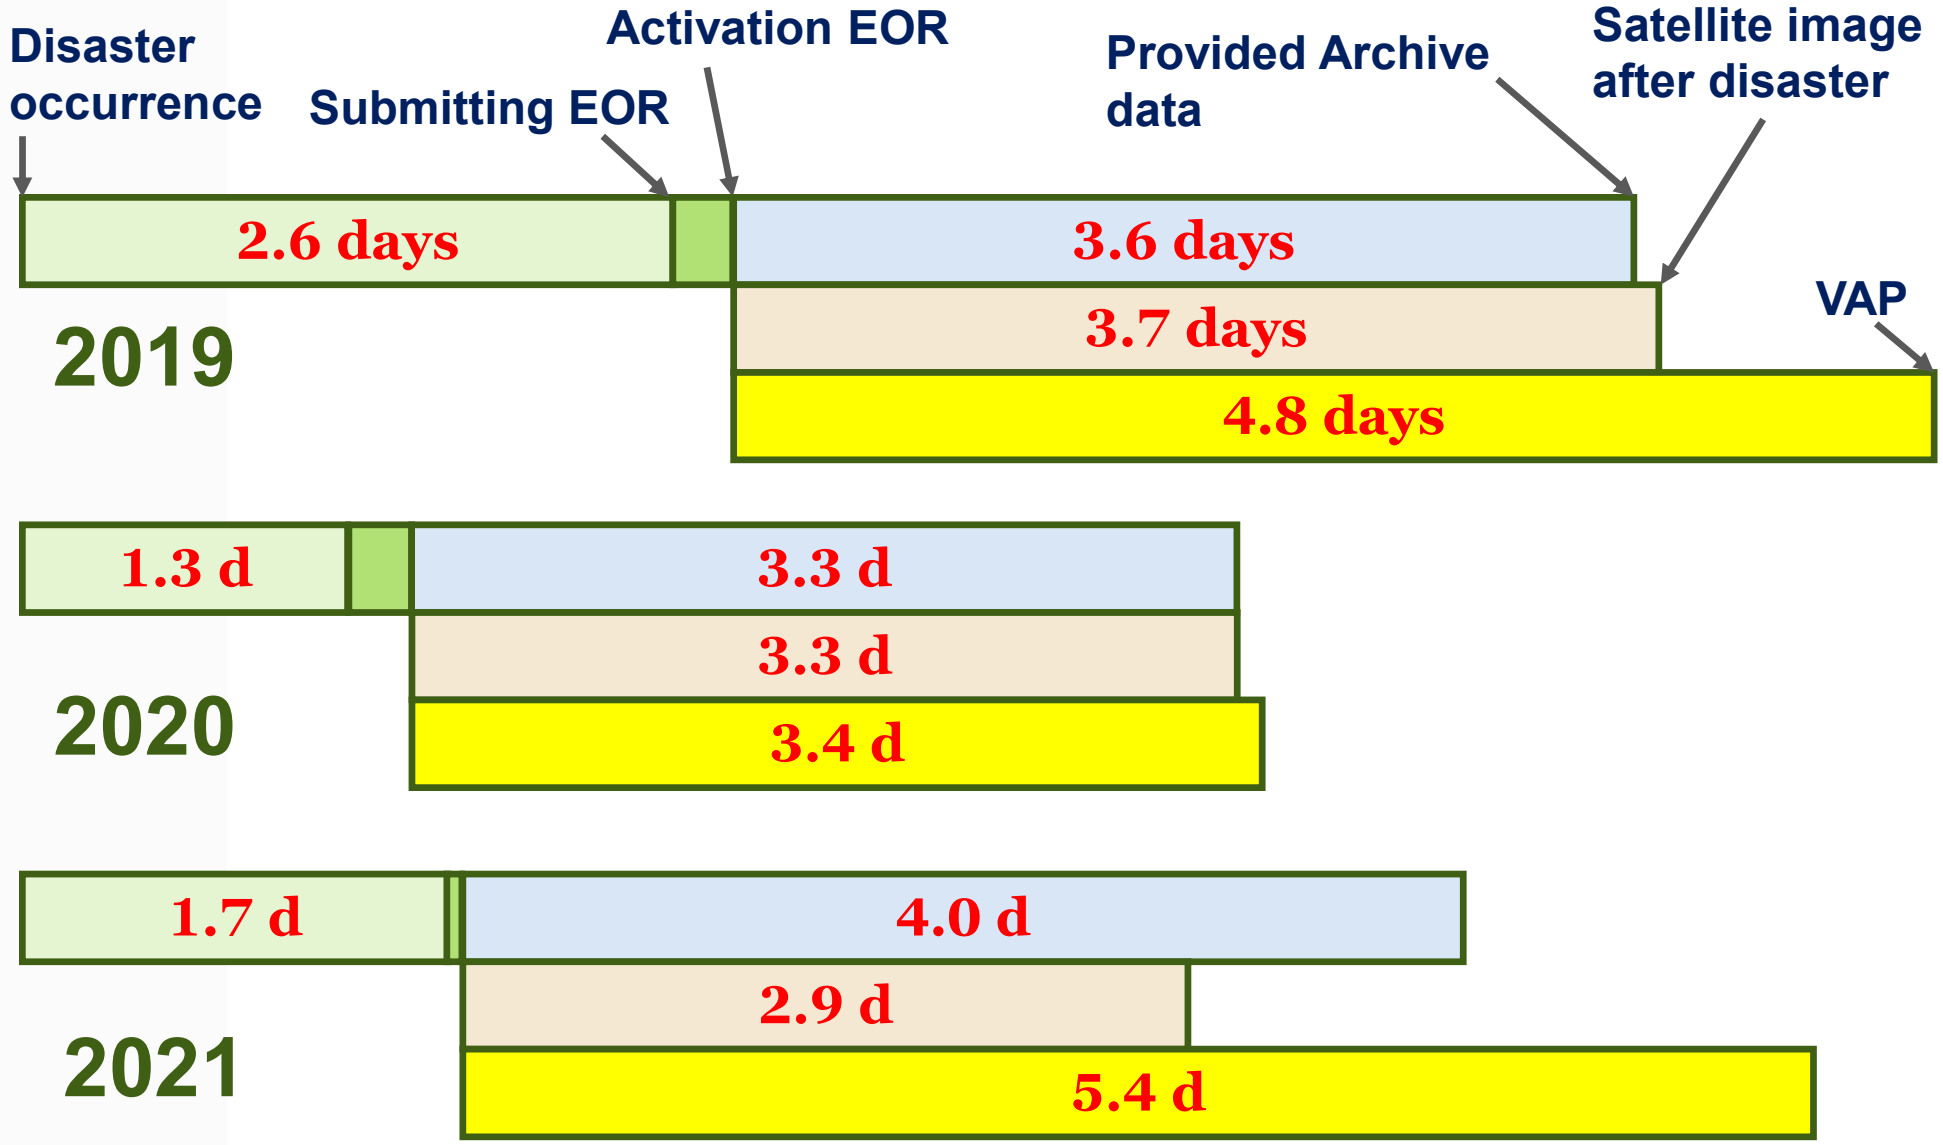 Disaster
occurrence
Submitting EOR
Activation EOR
Provided Archive
data
Satellite image
after disaster
2.6 days
3.6 days
3.7 days
VAP
2019
4.8 days
1.3 d
3.3 d
3.3 d
2020
3.4 d
1.7 d
4.0 d
2.9 d
2021
5.4 d